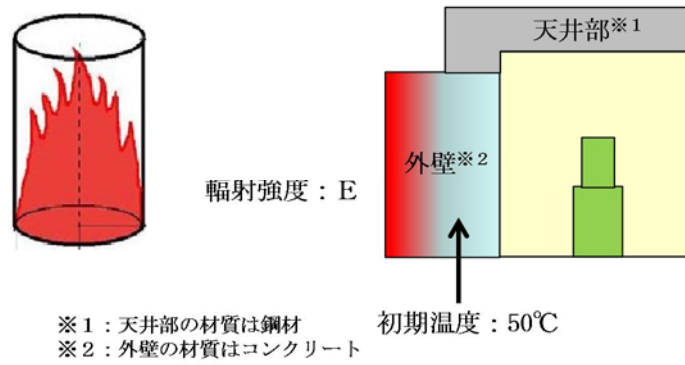 天井部※1
外壁※2
輻射強度：E
初期温度：50℃
※1：天井部の材質は鋼材
※2：外壁の材質はコンクリート